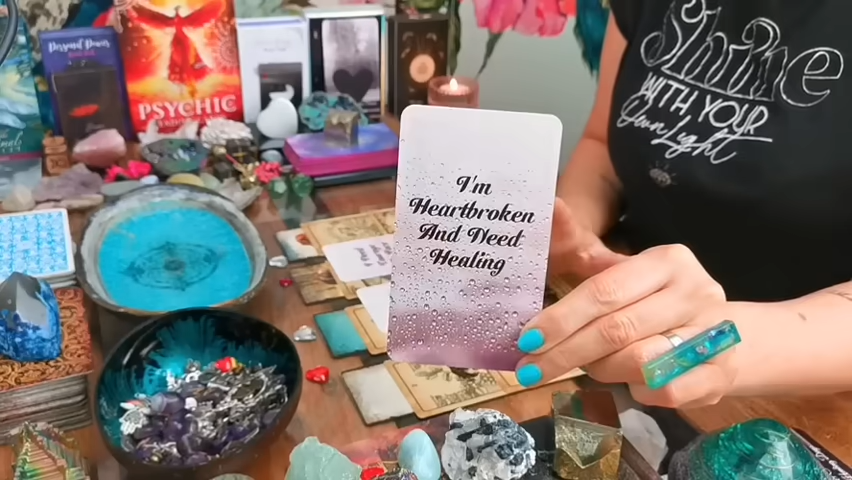 Personal Power
PSYCHIC
Shine
WITH YOUR
Own Light
I'm
Heartbroken
And Need
Healing